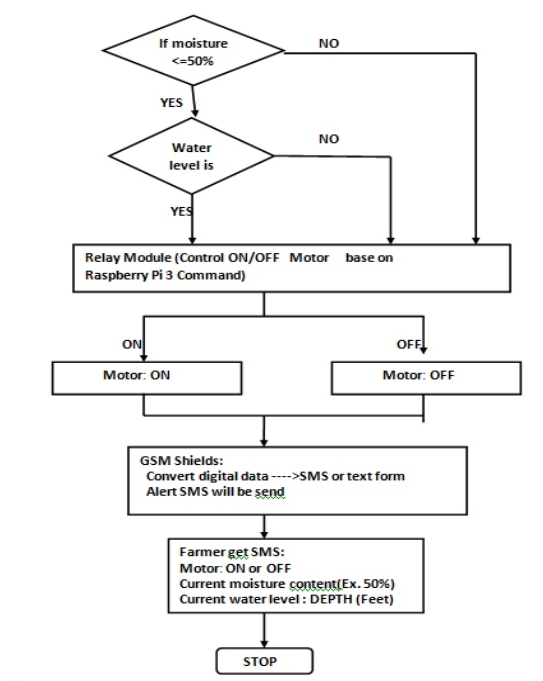 If moisture
<=50%
NO
YES
Water
level is
NO
YES
Relay Module (Control ON/OFF Motor base on
Raspberry Pi 3 Command)
ON
OFF
Motor: ON
Motor: OFF
GSM Shields:
Convert digital data ---->SMS or text form
Alert SMS will be send
Farmer get SMS:
Motor: ON or OFF
Current moisture content(Ex. 50%)
Current water level : DEPTH (Feet)
STOP